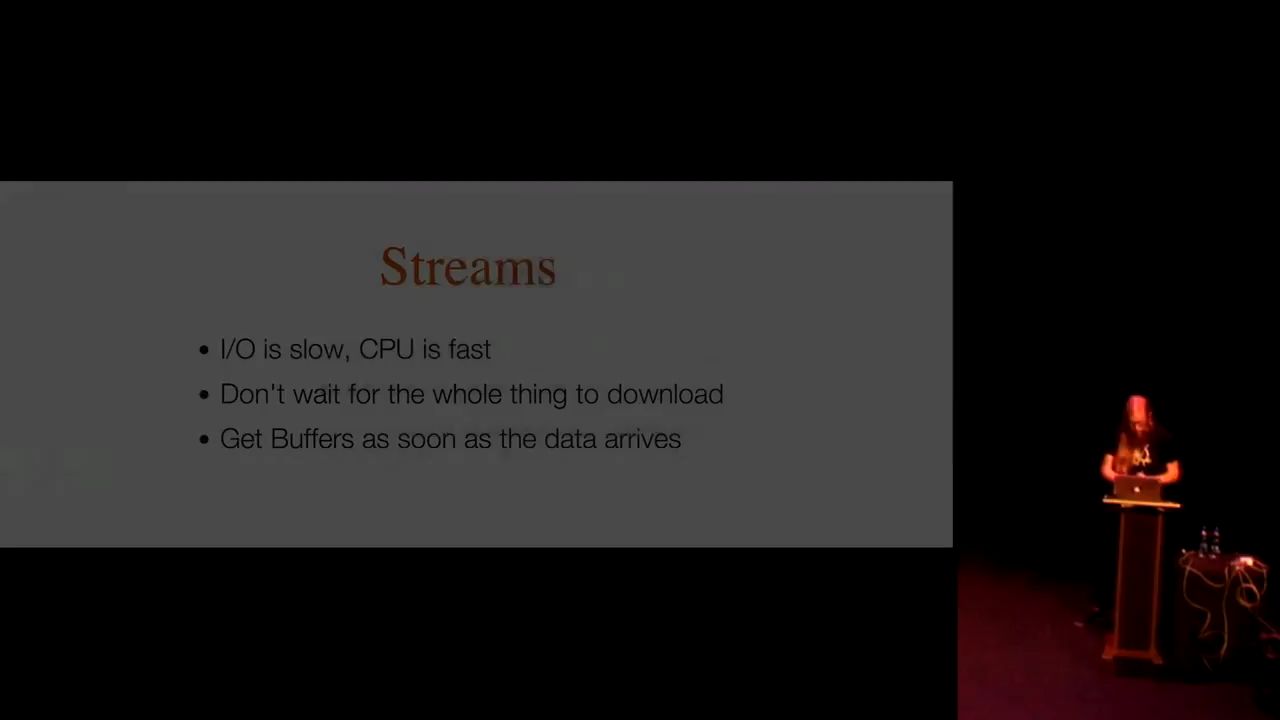 Streams
• I/O is slow, CPU is fast
• Don't wait for the whole thing to download
• Get Buffers as soon as the data arrives